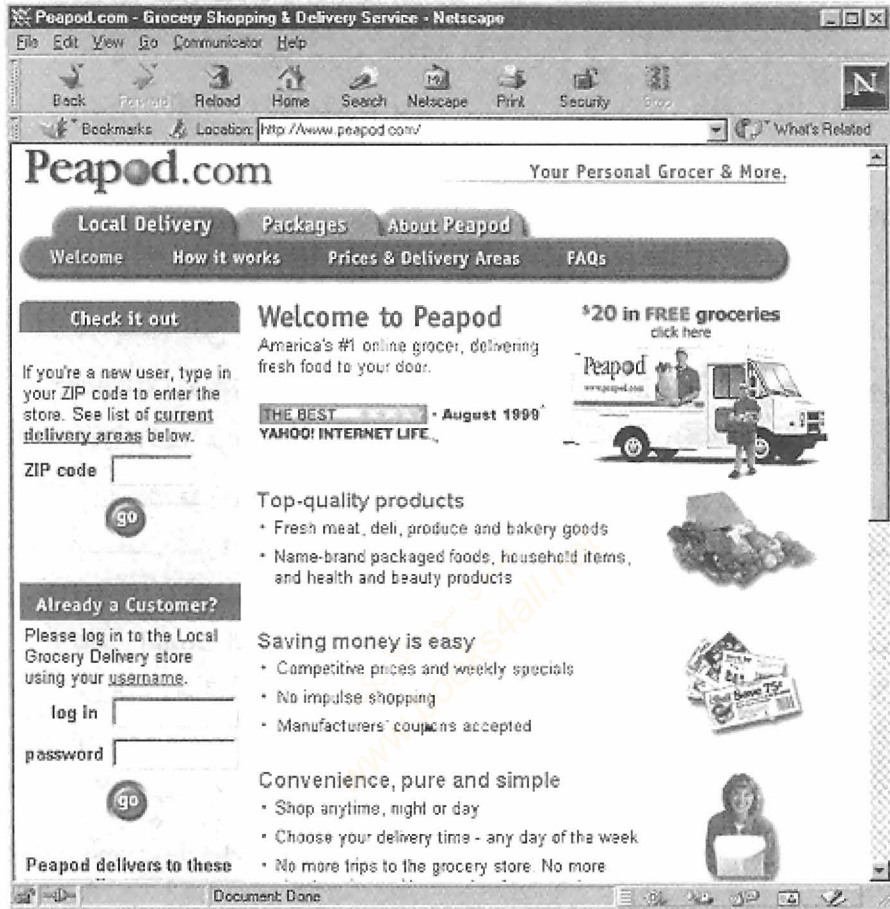 Peapod.com - Grocery Shopping & Delivery Service - Netscape
File Edit View Go Communicator Help
Back Forward Reload Home Search Netscape Print Security Stop
Bookmarks Location: http://www.peapod.com/ What's Related
Peapod.com
Your Personal Grocer & More.
Local Delivery Packages About Peapod
Welcome How it works Prices & Delivery Areas FAQs
Check it out
If you're a new user, type in
your ZIP code to enter the
store. See list of current
delivery areas below.
ZIP code
go
Already a Customer?
Please log in to the Local
Grocery Delivery store
using your username.
log in
password
go
Peapod delivers to these
Welcome to Peapod
America's #1 online grocer, delivering
fresh food to your door.
THE BEST • August 1999
YAHOO! INTERNET LIFE
$20 in FREE groceries
click here
Peapod
www.peapod.com
Top-quality products
• Fresh meat, deli, produce and bakery goods
• Name-brand packaged foods, household items,
and health and beauty products
Saving money is easy
• Competitive prices and weekly specials
• No impulse shopping
• Manufacturers' coupons accepted
Save 75¢
Convenience, pure and simple
• Shop anytime, night or day
• Choose your delivery time - any day of the week
• No more trips to the grocery store. No more
Document: Done